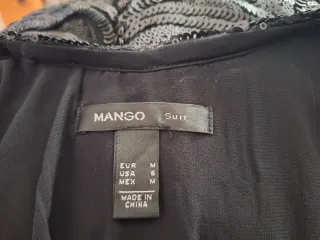 MANGO SUIT
EUR M
USA 6
MEX M
MADE IN
CHINA